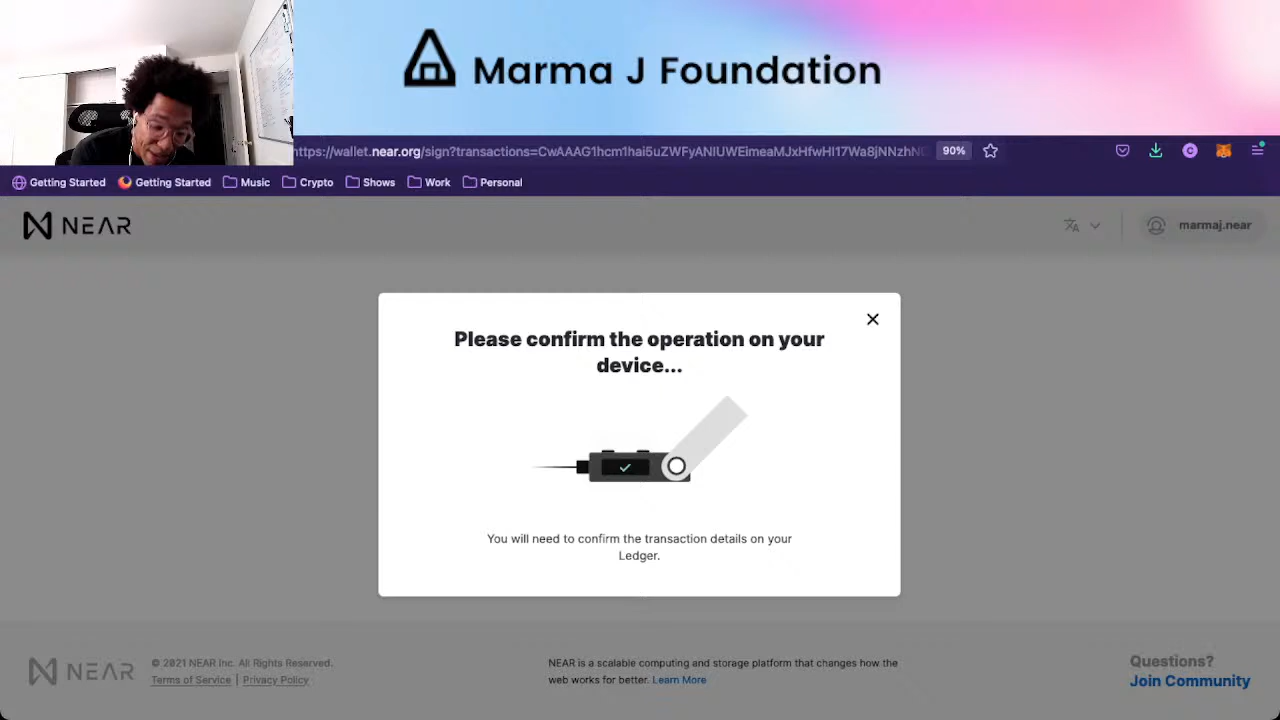 Marma J Foundation
https://wallet.near.org/sign?transactions=CwAAAG1hcm1hai5uZWFyANIUWEimeaMJxHfwHI17Wa8jNNzhN
90%
Getting Started
Getting Started
Music
Crypto
Shows
Work
Personal
NEAR
marmaj.near
Please confirm the operation on your
device...
You will need to confirm the transaction details on your
Ledger.
NEAR
© 2021 NEAR Inc. All Rights Reserved.
Terms of Service | Privacy Policy
NEAR is a scalable computing and storage platform that changes how the
web works for better. Learn More
Questions?
Join Community